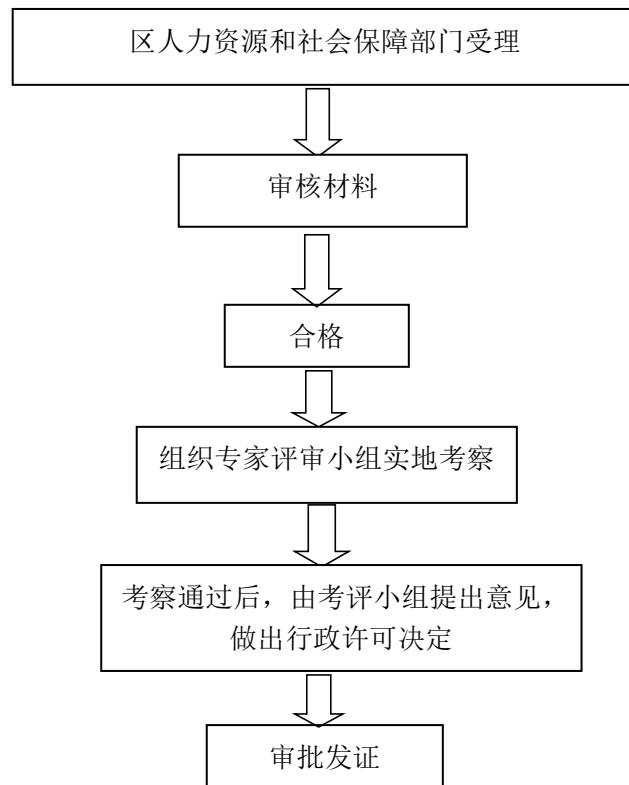 区人力资源和社会保障部门受理
审核材料
合格
组织专家评审小组实地考察
考察通过后，由考评小组提出意见，
做出行政许可决定
审批发证